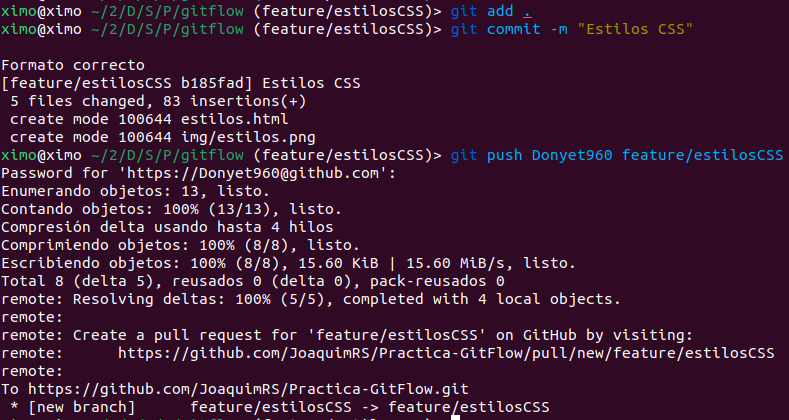 ximo@ximo ~/2/D/S/P/gitflow (feature/estilosCSS)> git add .
ximo@ximo ~/2/D/S/P/gitflow (feature/estilosCSS)> git commit -m "Estilos CSS"
Formato correcto
[feature/estilosCSS b185fad] Estilos CSS
 5 files changed, 83 insertions(+)
 create mode 100644 estilos.html
 create mode 100644 img/estilos.png
ximo@ximo ~/2/D/S/P/gitflow (feature/estilosCSS)> git push Donyet960 feature/estilosCSS
Password for 'https://Donyet960@github.com':
Enumerando objetos: 13, listo.
Contando objetos: 100% (13/13), listo.
Compresión delta usando hasta 4 hilos
Comprimiendo objetos: 100% (8/8), listo.
Escribiendo objetos: 100% (8/8), 15.60 KiB | 15.60 MiB/s, listo.
Total 8 (delta 5), reusados 0 (delta 0), pack-reusados 0
remote: Resolving deltas: 100% (5/5), completed with 4 local objects.
remote:
remote: Create a pull request for 'feature/estilosCSS' on GitHub by visiting:
remote:      https://github.com/JoaquimRS/Practica-GitFlow/pull/new/feature/estilosCSS
remote:
To https://github.com/JoaquimRS/Practica-GitFlow.git
 * [new branch]      feature/estilosCSS -> feature/estilosCSS